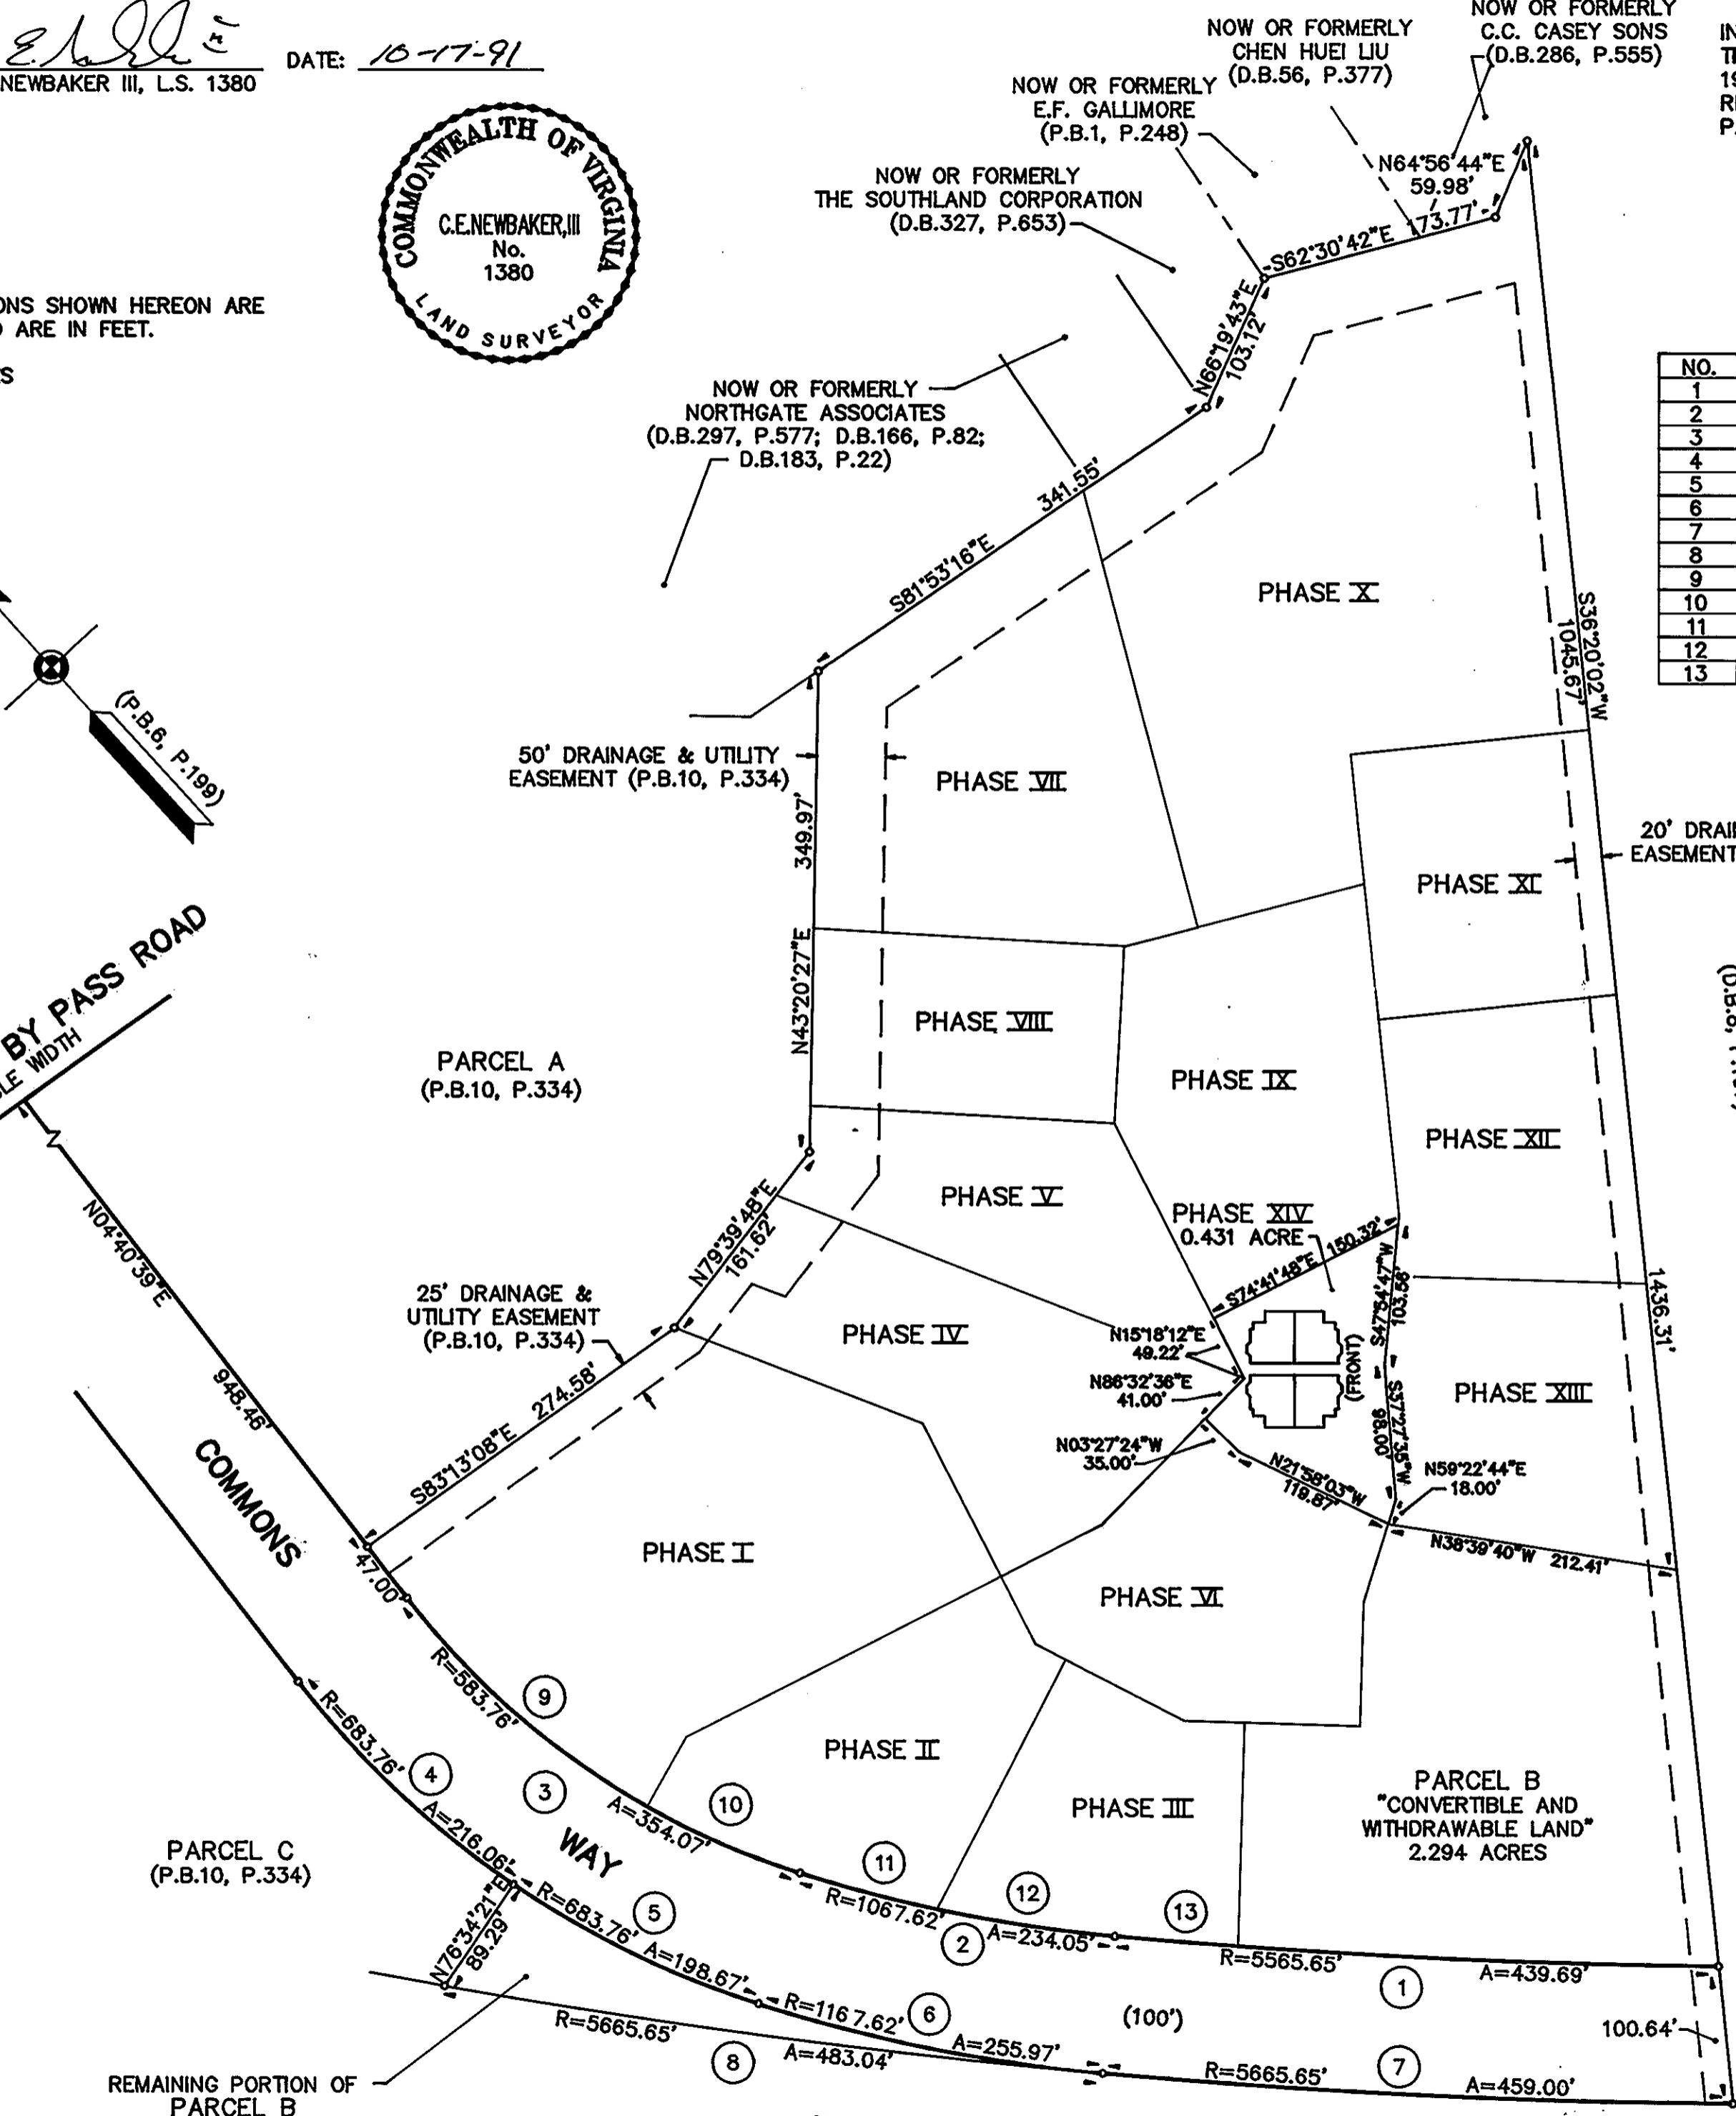 DATE: 10-17-91
NEWBAKER III, L.S. 1380
COMMONWEALTH OF VIRGINIA
C.E.NEWBAKER,III
No.
1380
LAND SURVEYOR
ONS SHOWN HEREON ARE
ARE IN FEET.
NOW OR FORMERLY
C.C. CASEY SONS
(D.B.286, P.555)
NOW OR FORMERLY
CHEN HUEI LIU
(D.B.56, P.377)
NOW OR FORMERLY
E.F. GALLIMORE
(P.B.1, P.248)
NOW OR FORMERLY
THE SOUTHLAND CORPORATION
(D.B.327, P.653)
NOW OR FORMERLY
NORTHGATE ASSOCIATES
(D.B.297, P.577; D.B.166, P.82;
D.B.183, P.22)
N64°56'44"E
59.98'
S62°30'42"E 173.77'
N66°19'43"E
103.12'
S81°53'16"E 341.55'
NO.
1
2
3
4
5
6
7
8
9
10
11
12
13
(P.B.6, P.199)
PHASE X
S36°20'02"W
1045.67'
50' DRAINAGE & UTILITY
EASEMENT (P.B.10, P.334)
PHASE VII
N43°20'27"E 349.97'
20' DRAI
EASEMENT
PHASE XI
BY PASS ROAD
BLE WIDTH
PARCEL A
(P.B.10, P.334)
PHASE VIII
PHASE IX
PHASE XII
PHASE V
N79°39'48"E
161.62'
PHASE XIV
0.431 ACRE
S74°41'48"E 150.32'
S47°54'47"W
103.58'
1436.31'
N04°40'39"E 948.46'
25' DRAINAGE &
UTILITY EASEMENT
(P.B.10, P.334)
PHASE IV
N15°18'12"E
49.22'
(FRONT)
N86°32'36"E
41.00'
PHASE XIII
S83°13'08"E 274.58'
S37°27'35"W
98.00'
N03°27'24"W
35.00'
N21°58'03"W
119.87'
N59°22'44"E
18.00'
N38°39'40"W 212.41'
COMMONS
47.00'
PHASE I
PHASE VI
R=583.76'
9
R=683.76'
4
A=216.06'
3
A=354.07'
10
WAY
PHASE II
PHASE III
PARCEL B
"CONVERTIBLE AND
WITHDRAWABLE LAND"
2.294 ACRES
PARCEL C
(P.B.10, P.334)
11
12
13
R=1067.62'
2
A=234.05'
R=5565.65'
1
A=439.69'
N76°34'21"E
89.29'
R=683.76'
5
A=198.67'
R=1167.62'
6
A=255.97'
(100')
100.64'
R=5665.65'
8
A=483.04'
R=5665.65'
7
A=459.00'
REMAINING PORTION OF
PARCEL B